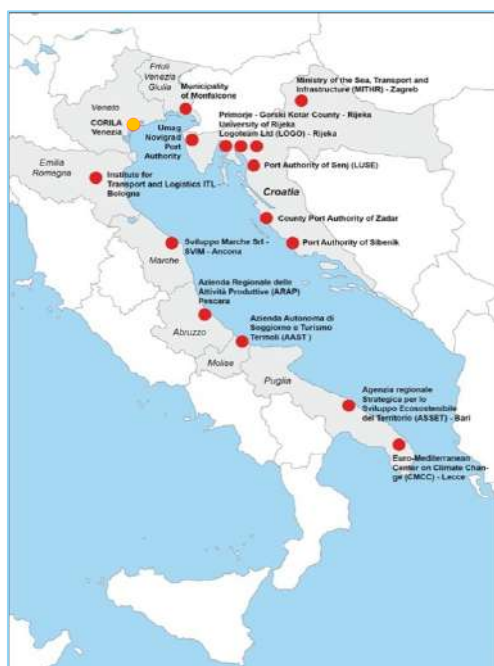 Friuli
Venezia
Giulia
Municipality
of Monfalcone
Ministry of the Sea, Transport and
Infrastructure (MITHR) - Zagreb
Veneto
CORILA
Venezia
Umag
Novigrad
Port
Authority
Primorje - Gorski Kotar County - Rijeka
University of Rijeka
Logoteam Ltd (LOGO) - Rijeka
Port Authority of Senj (LUSE)
Emilia
Romagna
Institute for
Transport and Logistics ITL -
Bologna
Croatia
County Port Authority of Zadar
Sviluppo Marche Srl -
SVIM - Ancona
Port Authority of Sibenik
Marche
Azienda Regionale delle
Attività Produttive (ARAP)
Pescara
Azienda Autonoma di
Soggiorno e Turismo
Termoli (AAST )
Abruzzo
Molise
Puglia
Agenzia regionale
Strategica per lo
Sviluppo Ecosostenibile
del Territorio (ASSET) - Bari
Euro-Mediterranean
Center on Climate Chan-
ge (CMCC) - Lecce